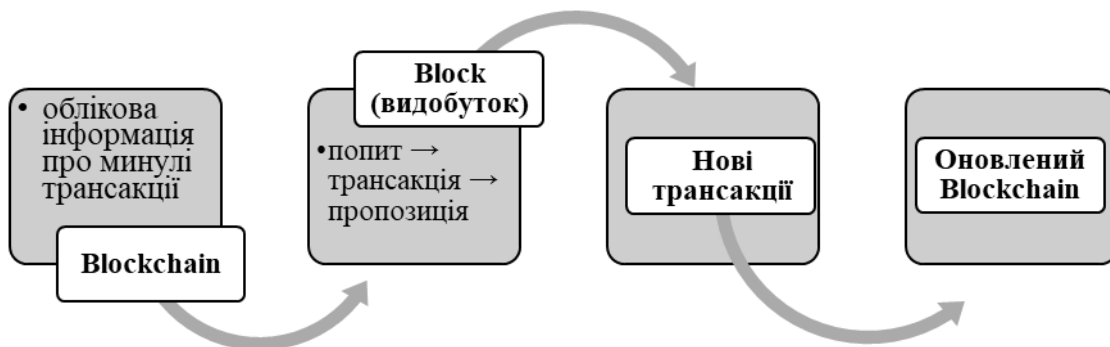 • облікова
інформація
про минулі
трансакції
Blockchain
Block
(видобуток)
•попит →
трансакція →
пропозиція
Нові
трансакції
Оновлений
Blockchain